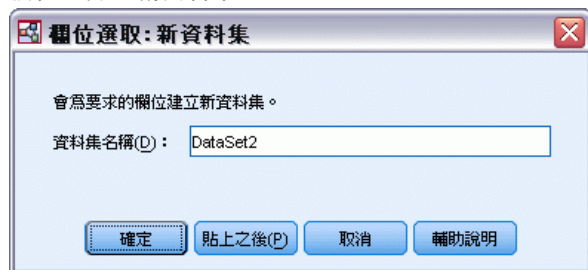 欄位選取:新資料集
會為要求的欄位建立新資料集。
資料集名稱(D)： DataSet2
確定 貼上之後(P) 取消 輔助說明